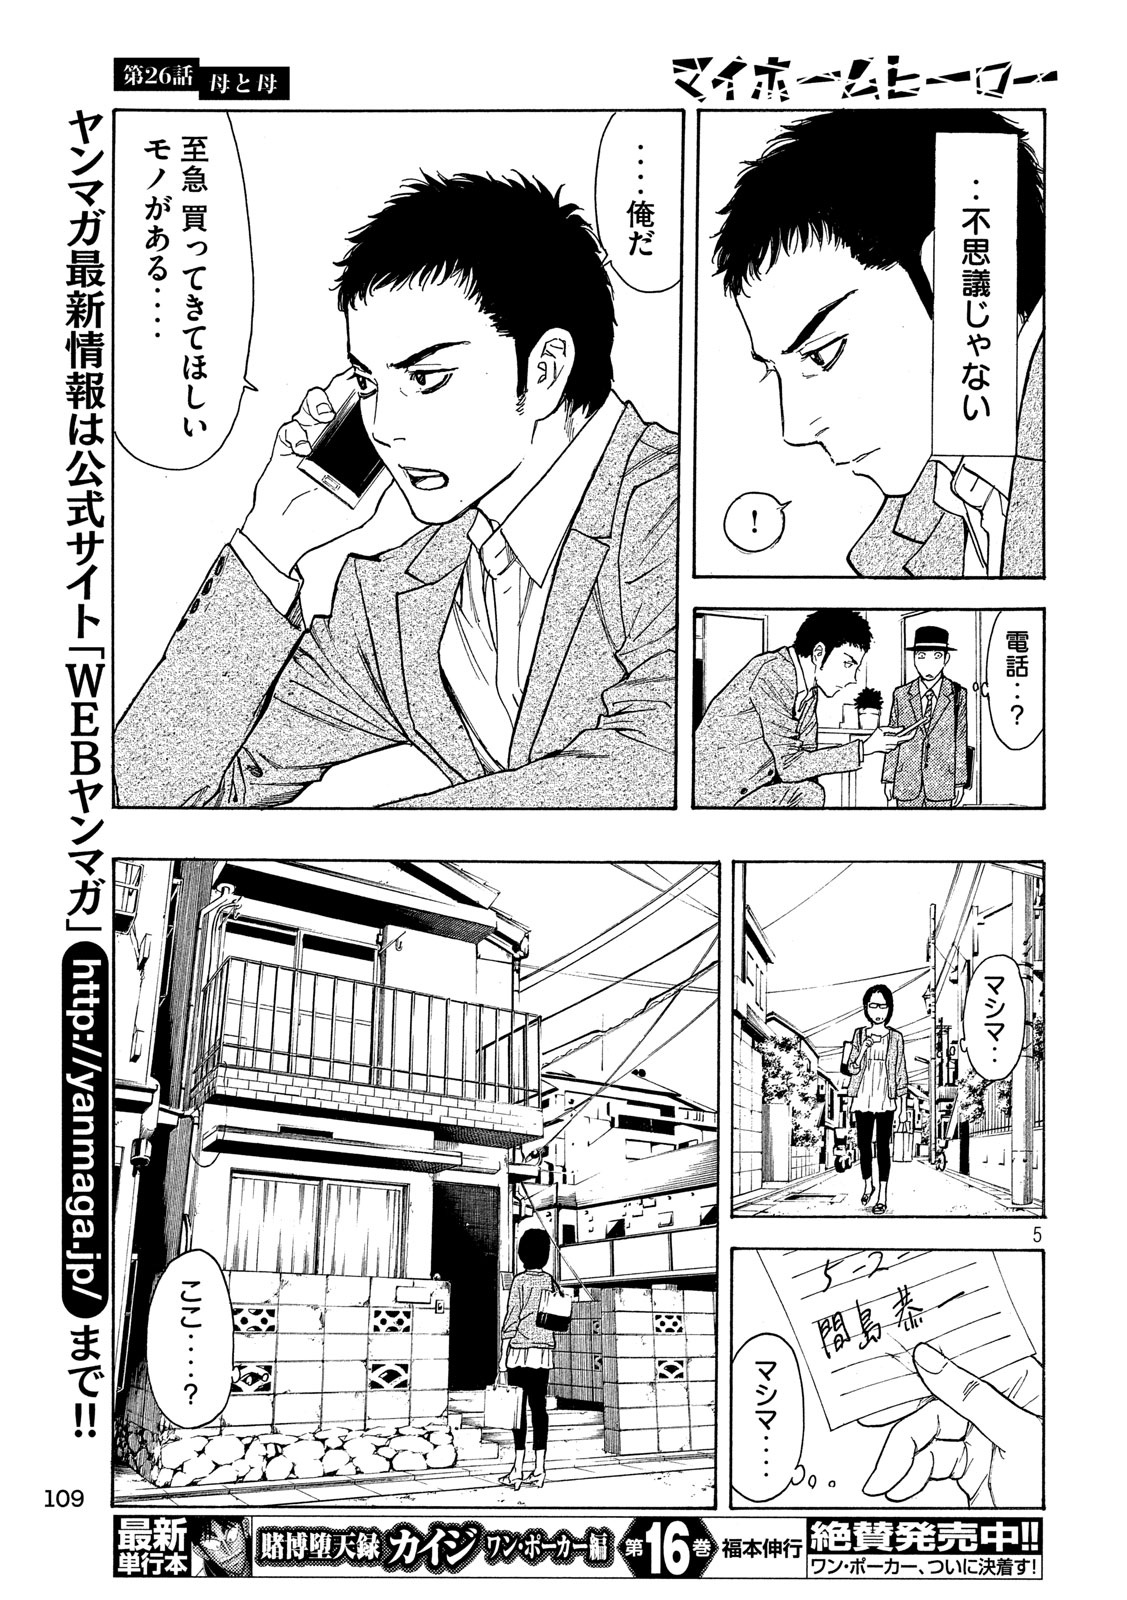 第26話 母と母
マイホームヒーロー
‥不思議じゃない
!
電話‥?
‥‥俺だ
至急 買ってきてほしい
モノがある‥‥
マシマ‥
5
5-2
間島恭一
マシマ‥‥
ここ‥‥?
ヤンマガ最新情報は公式サイト「WEBヤンマガ」http://yanmaga.jp/まで!!
109
最新
単行本
賭博堕天録 カイジ ワン・ポーカー編 第16巻 福本伸行
絶賛発売中!!
ワン・ポーカー、ついに決着す!